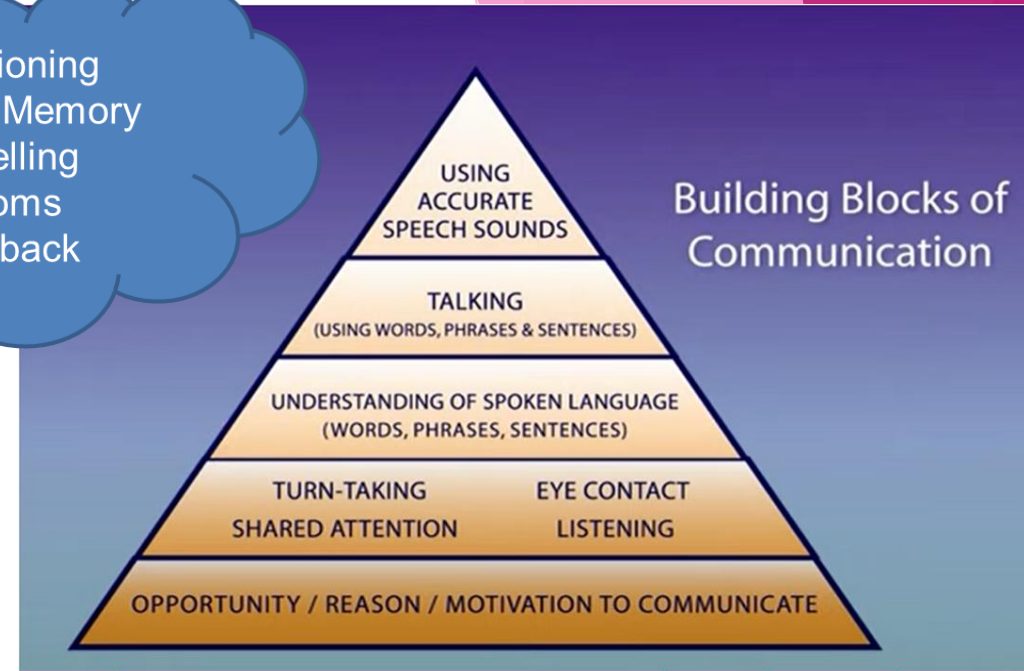 ioning
Memory
elling
oms
back
Building Blocks of
Communication
USING
ACCURATE
SPEECH SOUNDS
TALKING
(USING WORDS, PHRASES & SENTENCES)
UNDERSTANDING OF SPOKEN LANGUAGE
(WORDS, PHRASES, SENTENCES)
TURN-TAKING EYE CONTACT
SHARED ATTENTION LISTENING
OPPORTUNITY / REASON / MOTIVATION TO COMMUNICATE